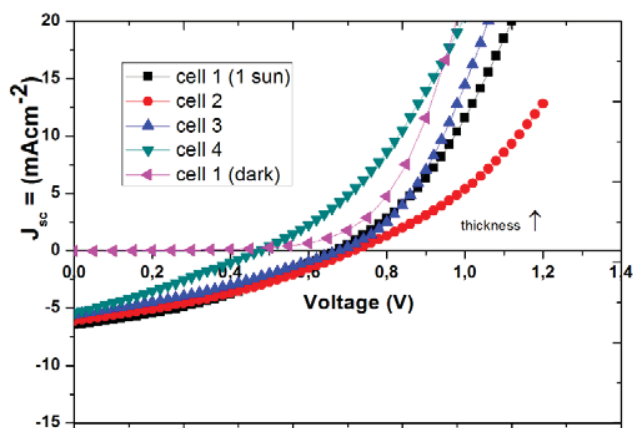 20
15
10
5
0
-5
-10
-15
J_sc = (mAcm^-2)
cell 1 (1 sun)
cell 2
cell 3
cell 4
cell 1 (dark)
thickness ↑
0,0 0,2 0,4 0,6 0,8 1,0 1,2 1,4
Voltage (V)